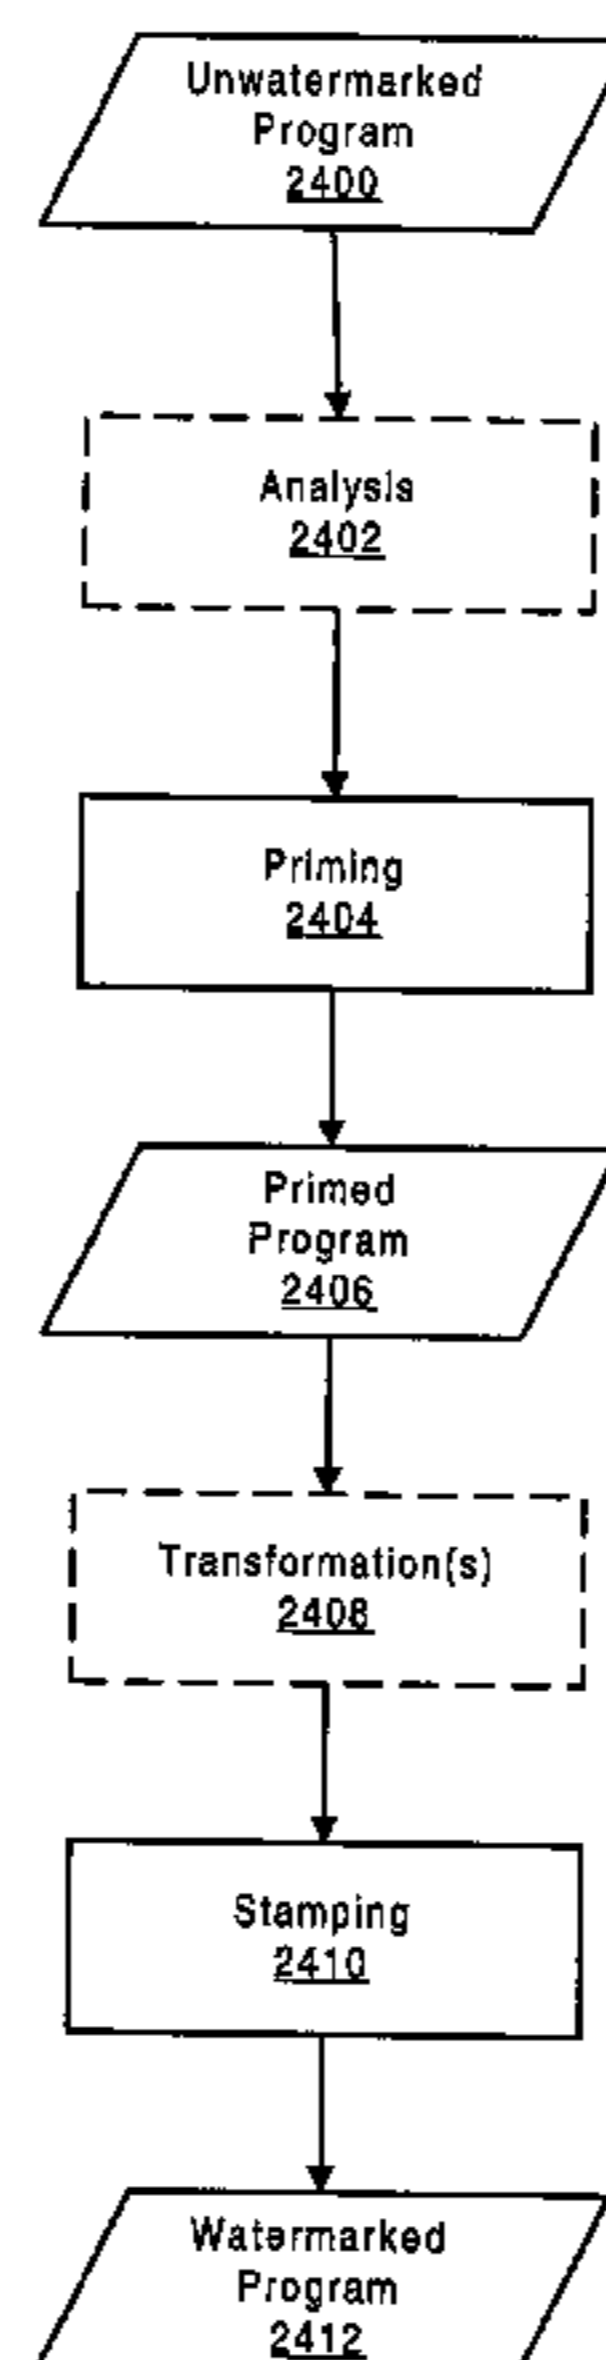 Unwatermarked
Program
2400
Analysis
2402
Priming
2404
Primed
Program
2406
Transformation(s)
2408
Stamping
2410
Watermarked
Program
2412